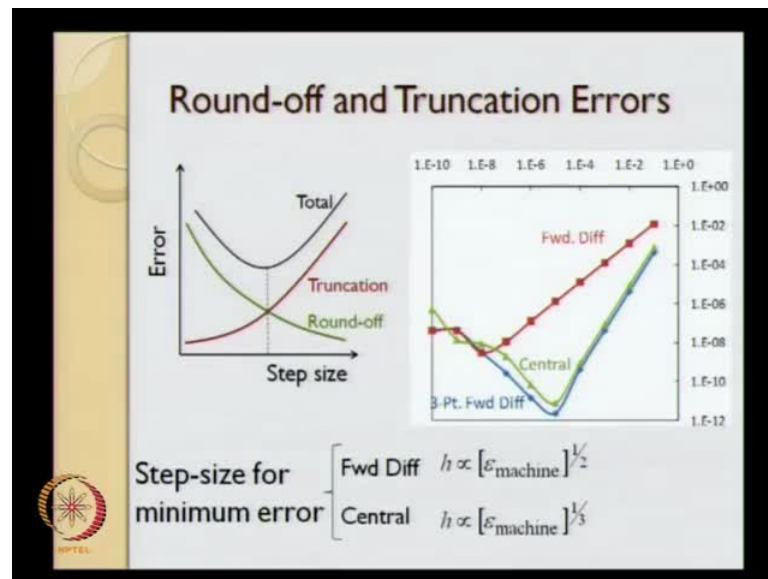 Round-off and Truncation Errors
Error
Total
Truncation
Round-off
Step size
1.E-10 1.E-8 1.E-6 1.E-4 1.E-2 1.E+0
1.E+00
1.E-02
1.E-04
1.E-06
1.E-08
1.E-10
1.E-12
Fwd. Diff
Central
3-Pt. Fwd Diff
Step-size for
minimum error
Fwd Diff h ∝ [ε_machine]^1/2
Central h ∝ [ε_machine]^1/3
NPTEL